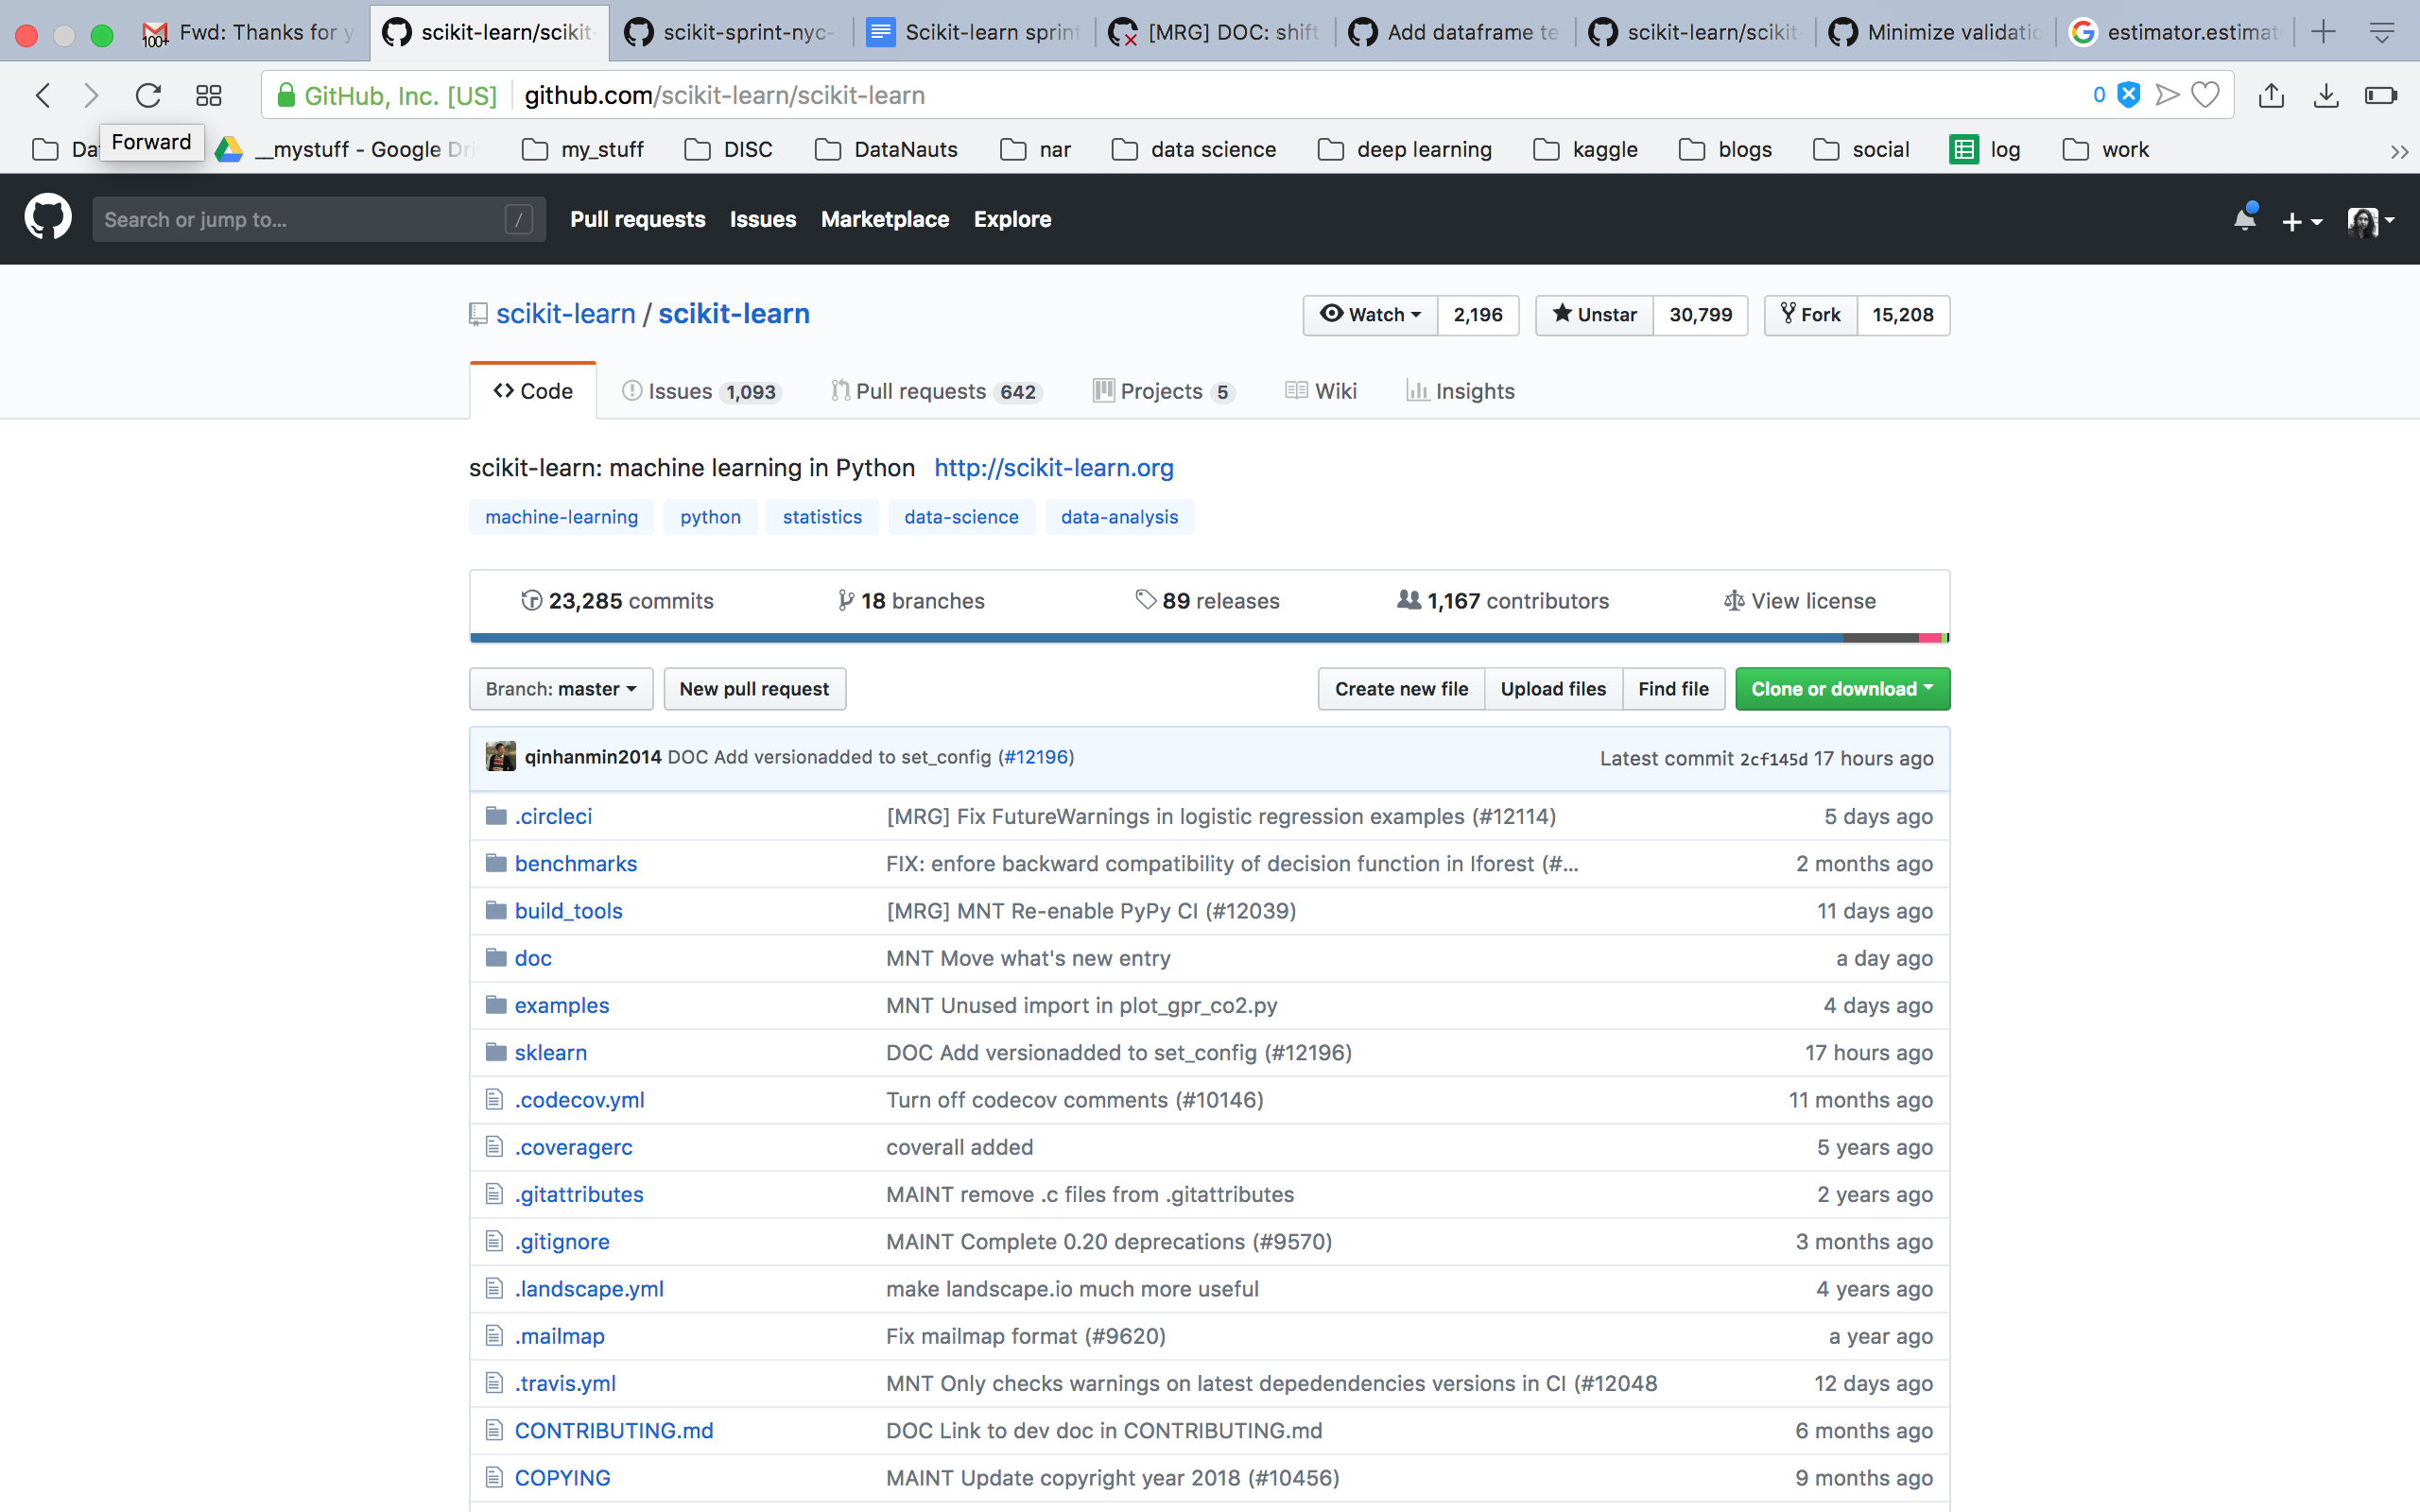 100+ Fwd: Thanks for y
scikit-learn/scikit-
scikit-sprint-nyc-
Scikit-learn sprint
[MRG] DOC: shift
Add dataframe te
scikit-learn/scikit
Minimize validatio
estimator.estimat
GitHub, Inc. [US] github.com/scikit-learn/scikit-learn 0
Da
Forward
__mystuff - Google Dri
my_stuff
DISC
DataNauts
nar
data science
deep learning
kaggle
blogs
social
log
work
Search or jump to... /
Pull requests Issues Marketplace Explore
scikit-learn / scikit-learn
Watch 2,196 Unstar 30,799 Fork 15,208
Code Issues 1,093 Pull requests 642 Projects 5 Wiki Insights
scikit-learn: machine learning in Python http://scikit-learn.org
machine-learning python statistics data-science data-analysis
23,285 commits 18 branches 89 releases 1,167 contributors View license
Branch: master New pull request Create new file Upload files Find file Clone or download
qinhanmin2014 DOC Add versionadded to set_config (#12196) Latest commit 2cf145d 17 hours ago
.circleci [MRG] Fix FutureWarnings in logistic regression examples (#12114) 5 days ago
benchmarks FIX: enfore backward compatibility of decision function in Iforest (#... 2 months ago
build_tools [MRG] MNT Re-enable PyPy CI (#12039) 11 days ago
doc MNT Move what's new entry a day ago
examples MNT Unused import in plot_gpr_co2.py 4 days ago
sklearn DOC Add versionadded to set_config (#12196) 17 hours ago
.codecov.yml Turn off codecov comments (#10146) 11 months ago
.coveragerc coverall added 5 years ago
.gitattributes MAINT remove .c files from .gitattributes 2 years ago
.gitignore MAINT Complete 0.20 deprecations (#9570) 3 months ago
.landscape.yml make landscape.io much more useful 4 years ago
.mailmap Fix mailmap format (#9620) a year ago
.travis.yml MNT Only checks warnings on latest depedendencies versions in CI (#12048 12 days ago
CONTRIBUTING.md DOC Link to dev doc in CONTRIBUTING.md 6 months ago
COPYING MAINT Update copyright year 2018 (#10456) 9 months ago